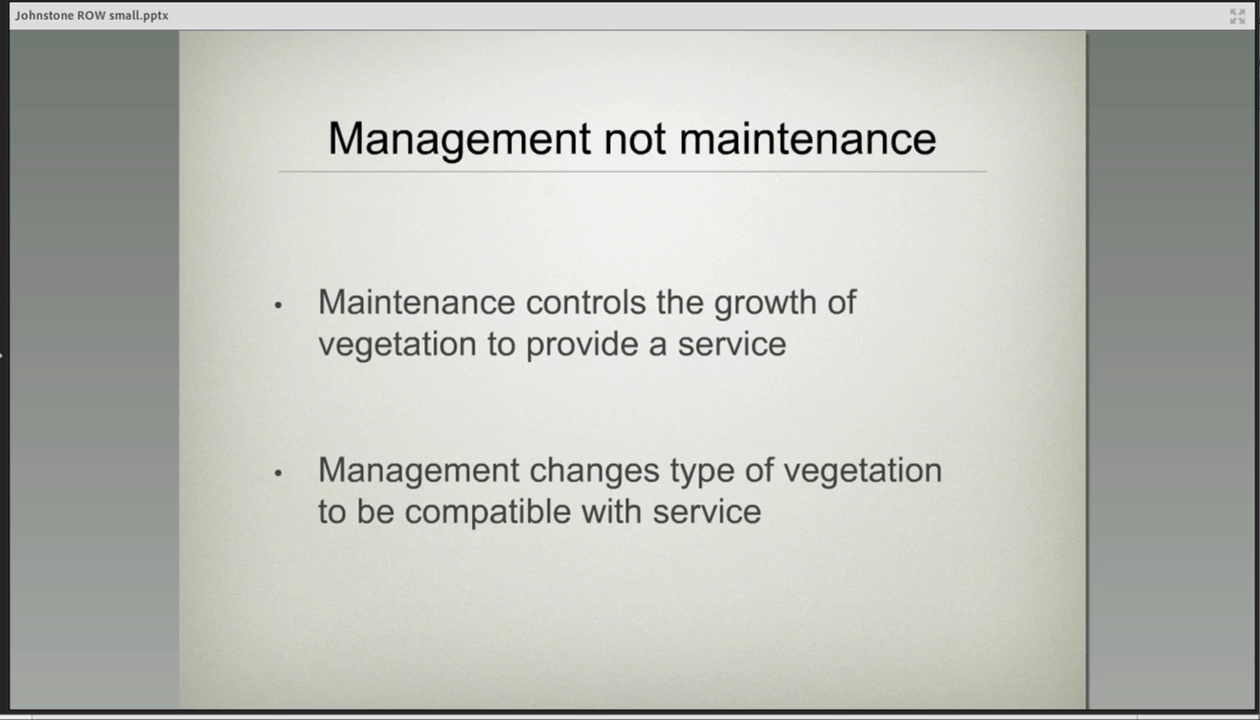 Johnstone ROW small.pptx
Management not maintenance
• Maintenance controls the growth of
vegetation to provide a service
• Management changes type of vegetation
to be compatible with service